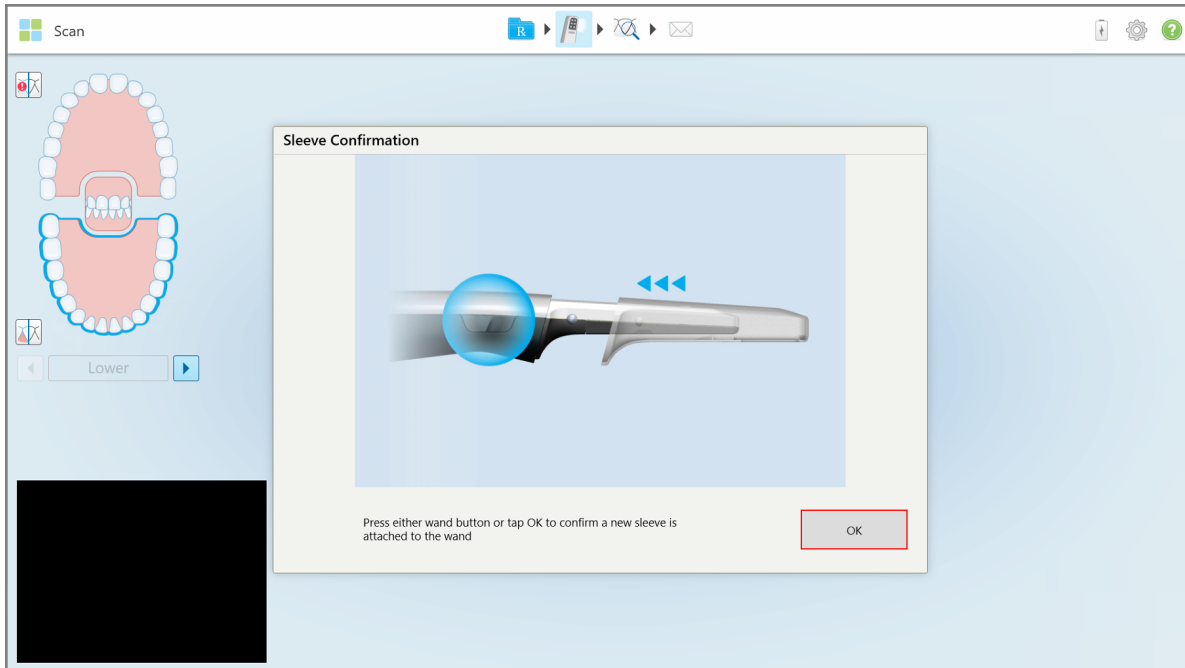 Scan
R
?
Sleeve Confirmation
Lower
Press either wand button or tap OK to confirm a new sleeve is
attached to the wand
OK